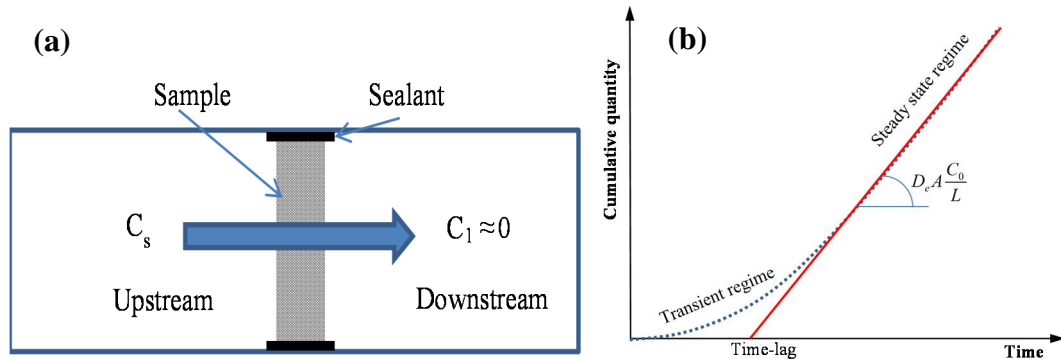 (a)
Sample
Sealant
C_s
C_1 ≈ 0
Upstream
Downstream
(b)
Cumulative quantity
Steady state regime
D_e A C_0/L
Transient regime
Time-lag
Time